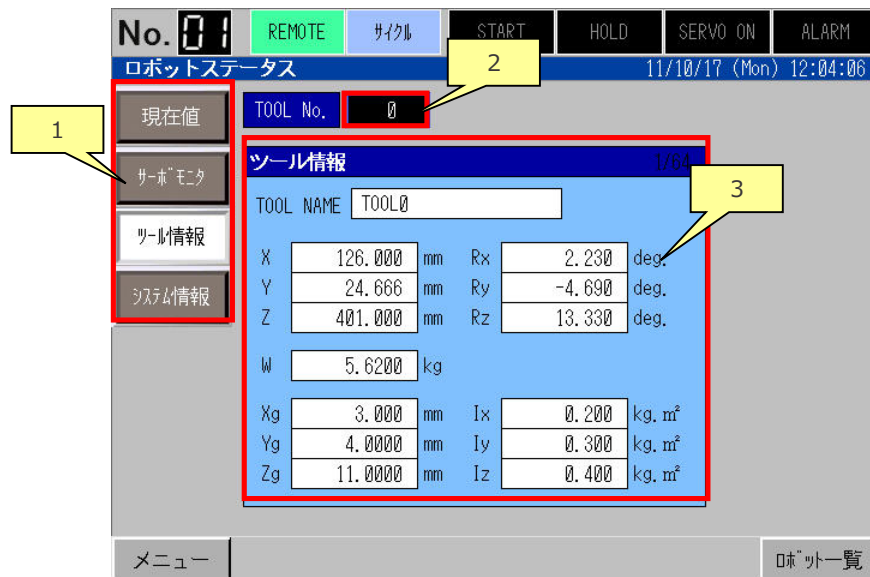 No. 01 REMOTE サイクル START HOLD SERVO ON ALARM
ロボットステータス 11/10/17 (Mon) 12:04:06
2
現在値 TOOL No. 0
1
ツール情報 1/64
サーボモニタ
3
TOOL NAME TOOL0
ツール情報
X 126.000 mm Rx 2.230 deg.
Y 24.666 mm Ry -4.690 deg.
システム情報
Z 401.000 mm Rz 13.330 deg.
W 5.6200 kg
Xg 3.000 mm Ix 0.200 kg.m²
Yg 4.0000 mm Iy 0.300 kg.m²
Zg 11.0000 mm Iz 0.400 kg.m²
メニュー ロボット一覧